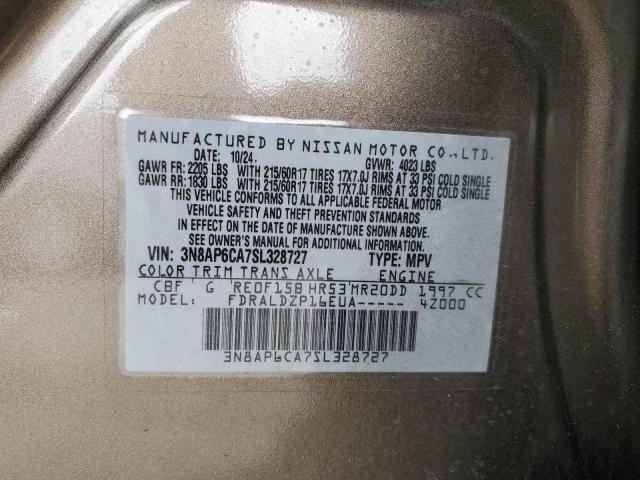 MANUFACTURED BY NISSAN MOTOR CO.,LTD.
DATE: 10/24. GVWR: 4023 LBS
GAWR FR: 2205 LBS WITH 215/60R17 TIRES 17X7.0J RIMS AT 33 PSI COLD SINGLE
GAWR RR: 1830 LBS WITH 215/60R17 TIRES 17X7.0J RIMS AT 33 PSI COLD SINGLE
THIS VEHICLE CONFORMS TO ALL APPLICABLE FEDERAL MOTOR
VEHICLE SAFETY AND THEFT PREVENTION STANDARDS
IN EFFECT ON THE DATE OF MANUFACTURE SHOWN ABOVE.
SEE OWNER'S MANUAL FOR ADDITIONAL INFORMATION.
VIN: 3N8AP6CA7SL328727 TYPE: MPV
COLOR TRIM TRANS AXLE ENGINE
CBF G RE0F15B HR53 MR20DD 1997 CC
MODEL: FDRALDZP16EUA----- 4Z000
3N8AP6CA7SL328727